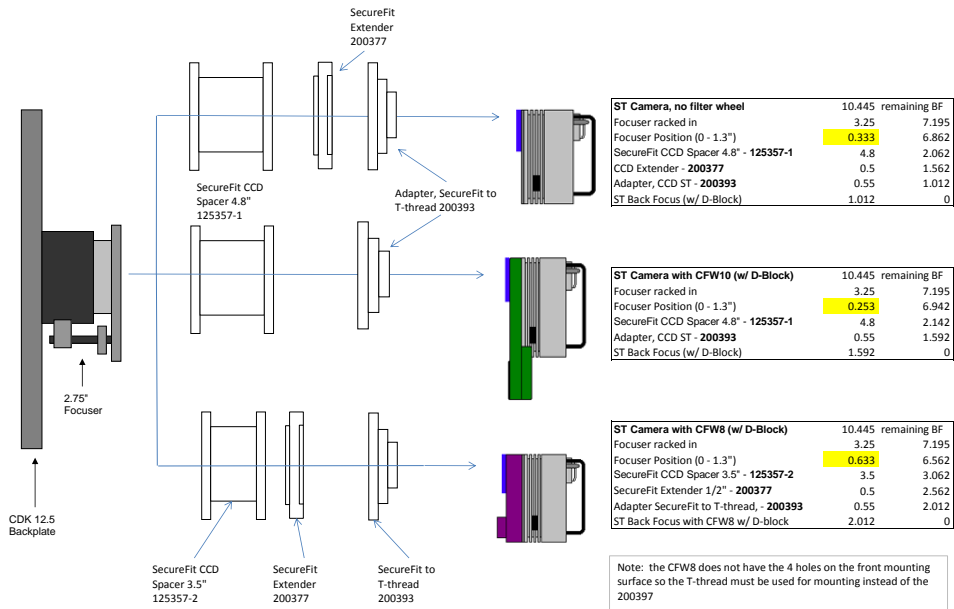 SecureFit
Extender
200377
SecureFit CCD
Spacer 4.8"
125357-1
Adapter, SecureFit to
T-thread 200393
2.75"
Focuser
CDK 12.5
Backplate
SecureFit CCD
Spacer 3.5"
125357-2
SecureFit
Extender
200377
SecureFit to
T-thread
200393
ST Camera, no filter wheel 10.445 remaining BF
Focuser racked in 3.25 7.195
Focuser Position (0 - 1.3") 0.333 6.862
SecureFit CCD Spacer 4.8" - 125357-1 4.8 2.062
CCD Extender - 200377 0.5 1.562
Adapter, CCD ST - 200393 0.55 1.012
ST Back Focus (w/ D-Block) 1.012 0
ST Camera with CFW10 (w/ D-Block) 10.445 remaining BF
Focuser racked in 3.25 7.195
Focuser Position (0 - 1.3") 0.253 6.942
SecureFit CCD Spacer 4.8" - 125357-1 4.8 2.142
Adapter, CCD ST - 200393 0.55 1.592
ST Back Focus (w/ D-Block) 1.592 0
ST Camera with CFW8 (w/ D-Block) 10.445 remaining BF
Focuser racked in 3.25 7.195
Focuser Position (0 - 1.3") 0.633 6.562
SecureFit CCD Spacer 3.5" - 125357-2 3.5 3.062
SecureFit Extender 1/2" - 200377 0.5 2.562
Adapter SecureFit to T-thread, - 200393 0.55 2.012
ST Back Focus with CFW8 w/ D-block 2.012 0
Note: the CFW8 does not have the 4 holes on the front mounting
surface so the T-thread must be used for mounting instead of the
200397